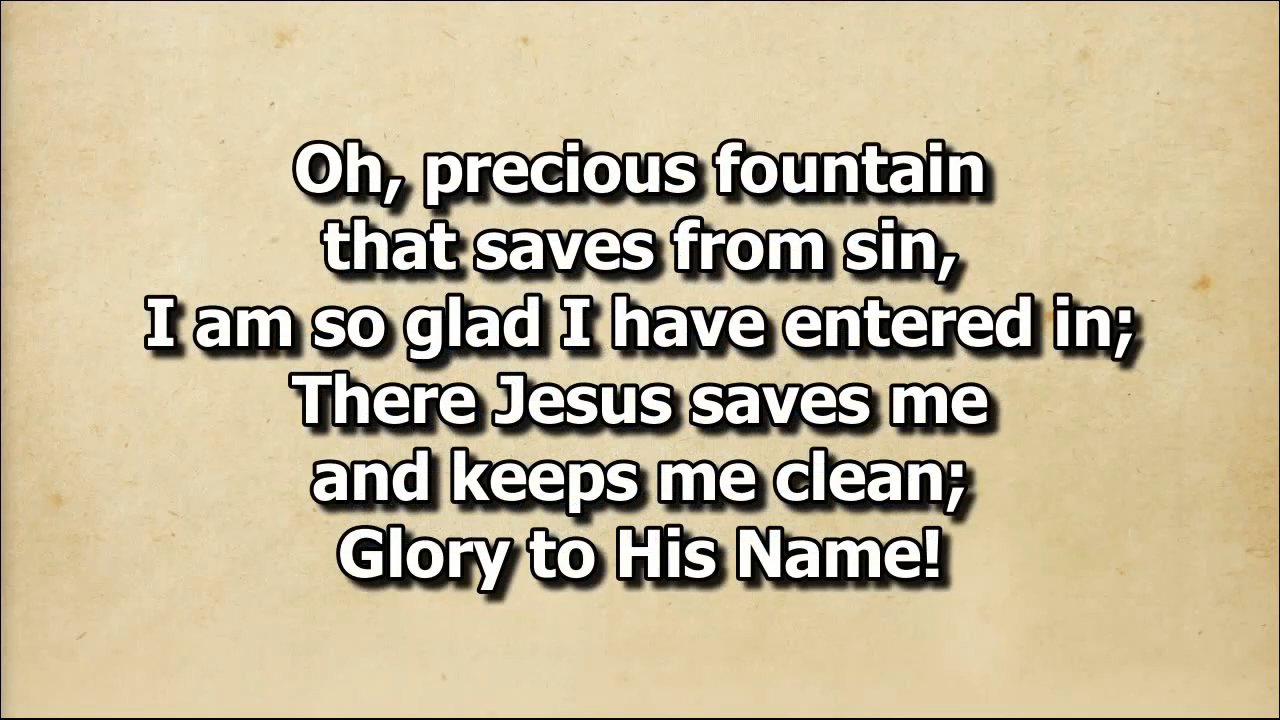 Oh, precious fountain
that saves from sin,
I am so glad I have entered in;
There Jesus saves me
and keeps me clean;
Glory to His Name!